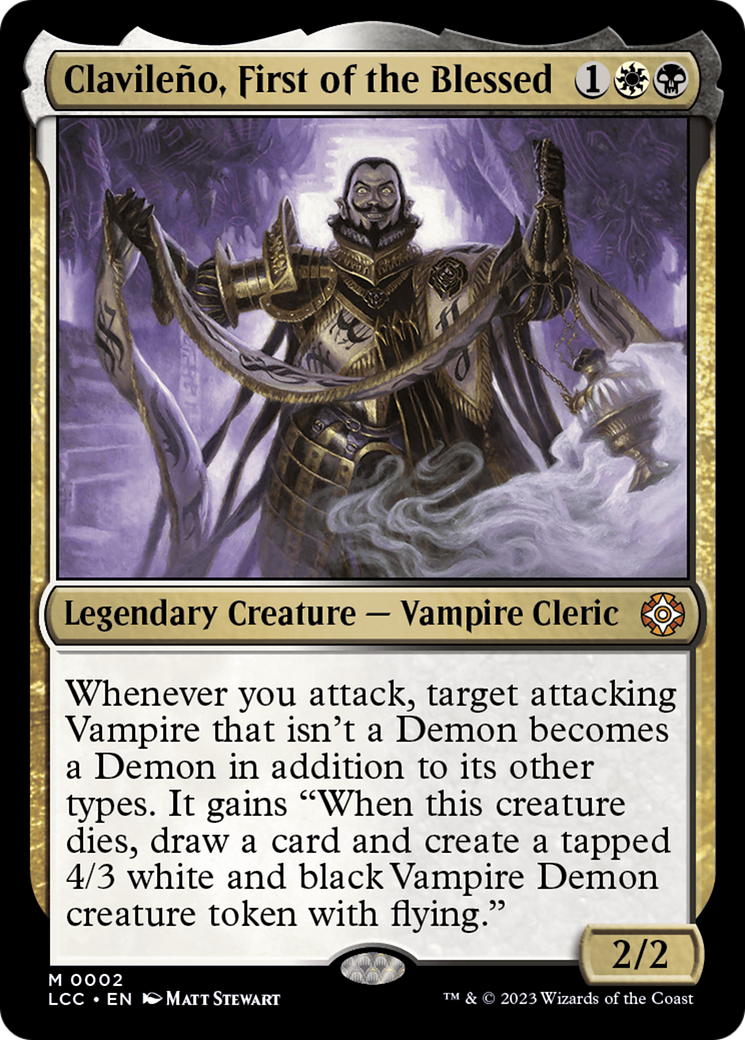 Clavileño, First of the Blessed 1
Legendary Creature — Vampire Cleric
Whenever you attack, target attacking
Vampire that isn't a Demon becomes
a Demon in addition to its other
types. It gains “When this creature
dies, draw a card and create a tapped
4/3 white and black Vampire Demon
creature token with flying.”
2/2
M 0002
LCC • EN Matt Stewart
™ & © 2023 Wizards of the Coast